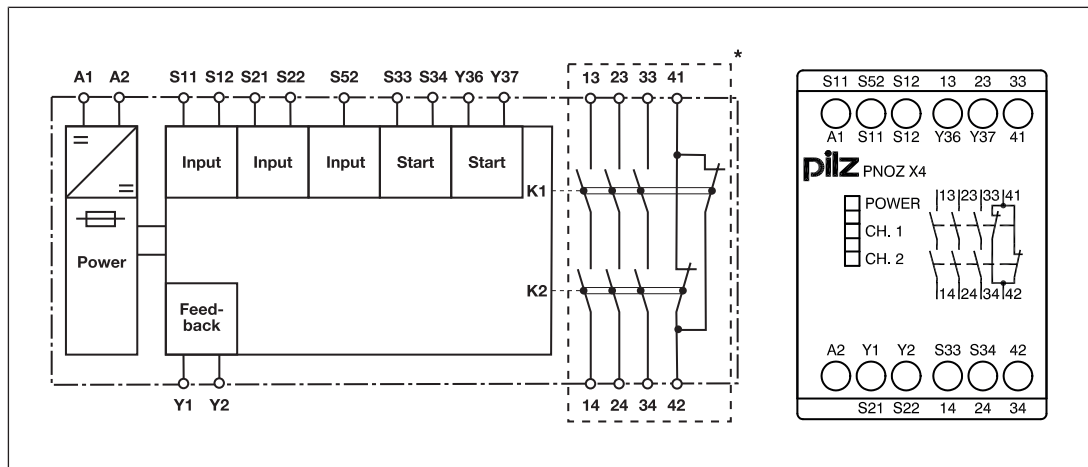 A1 A2 S11 S12 S21 S22 S52 S33 S34 Y36 Y37 13 23 33 41 *
Input Input Input Start Start
K1
Power
K2
Feed-
back
Y1 Y2 14 24 34 42
S11 S52 S12 13 23 33
A1 S11 S12 Y36 Y37 41
pilz PNOZ X4
POWER
CH. 1
CH. 2
13 23 33 41
14 24 34 42
A2 Y1 Y2 S33 S34 42
S21 S22 14 24 34